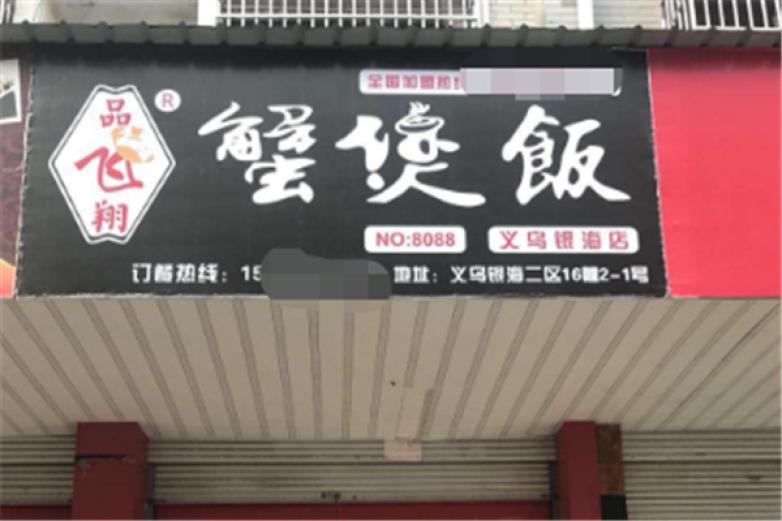 全国加盟热线
品飞翔
®
蟹煲飯
NO:8088
义乌银海店
订餐热线：15
地址：义乌银海二区16幢2-1号